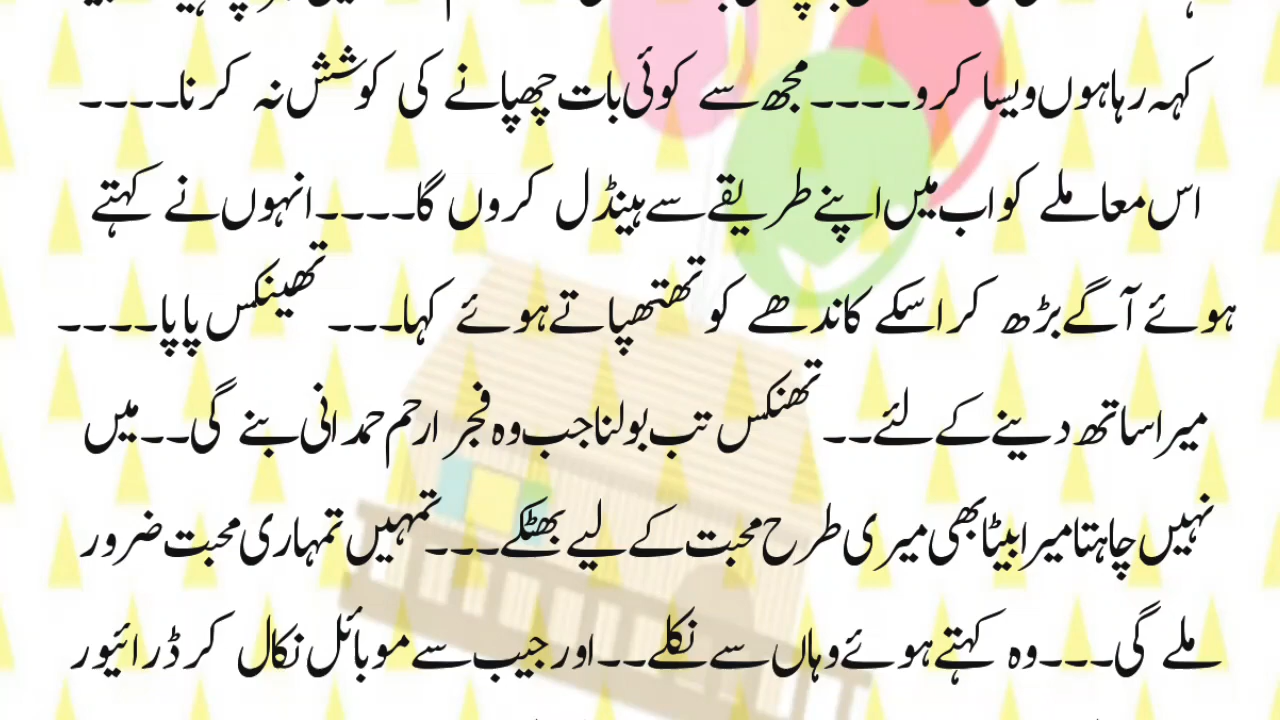 کہہ رہا ہوں ویسا کرو۔۔۔۔ مجھ سے کوئی بات چھپانے کی کوشش نہ کرنا۔۔۔۔
اس معاملے کو اب میں اپنے طریقے سے ہینڈل کروں گا۔۔۔۔ انہوں نے کہتے
ہوئے آگے بڑھ کر اسکے کاندھے کو تھتھپاتے ہوئے کہا۔۔۔ تھینکس پاپا۔۔۔۔
میرا ساتھ دینے کے لئے۔۔ تھنکس تب بولنا جب وہ فجر ارحم حمدانی بنے گی۔۔ میں
نہیں چاہتا میرا بیٹا بھی میری طرح محبت کے لیے بھٹکے۔۔۔ تمہیں تمہاری محبت ضرور
ملے گی۔۔۔ وہ کہتے ہوئے وہاں سے نکلے۔۔ اور جیب سے موبائل نکال کر ڈرائیور